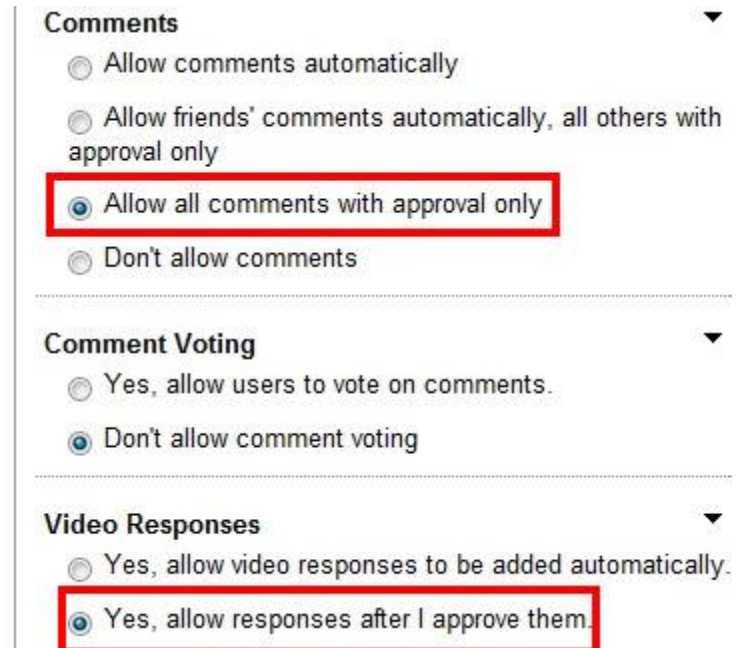 Comments
Allow comments automatically
Allow friends' comments automatically, all others with
approval only
Allow all comments with approval only
Don't allow comments
Comment Voting
Yes, allow users to vote on comments.
Don't allow comment voting
Video Responses
Yes, allow video responses to be added automatically.
Yes, allow responses after I approve them.